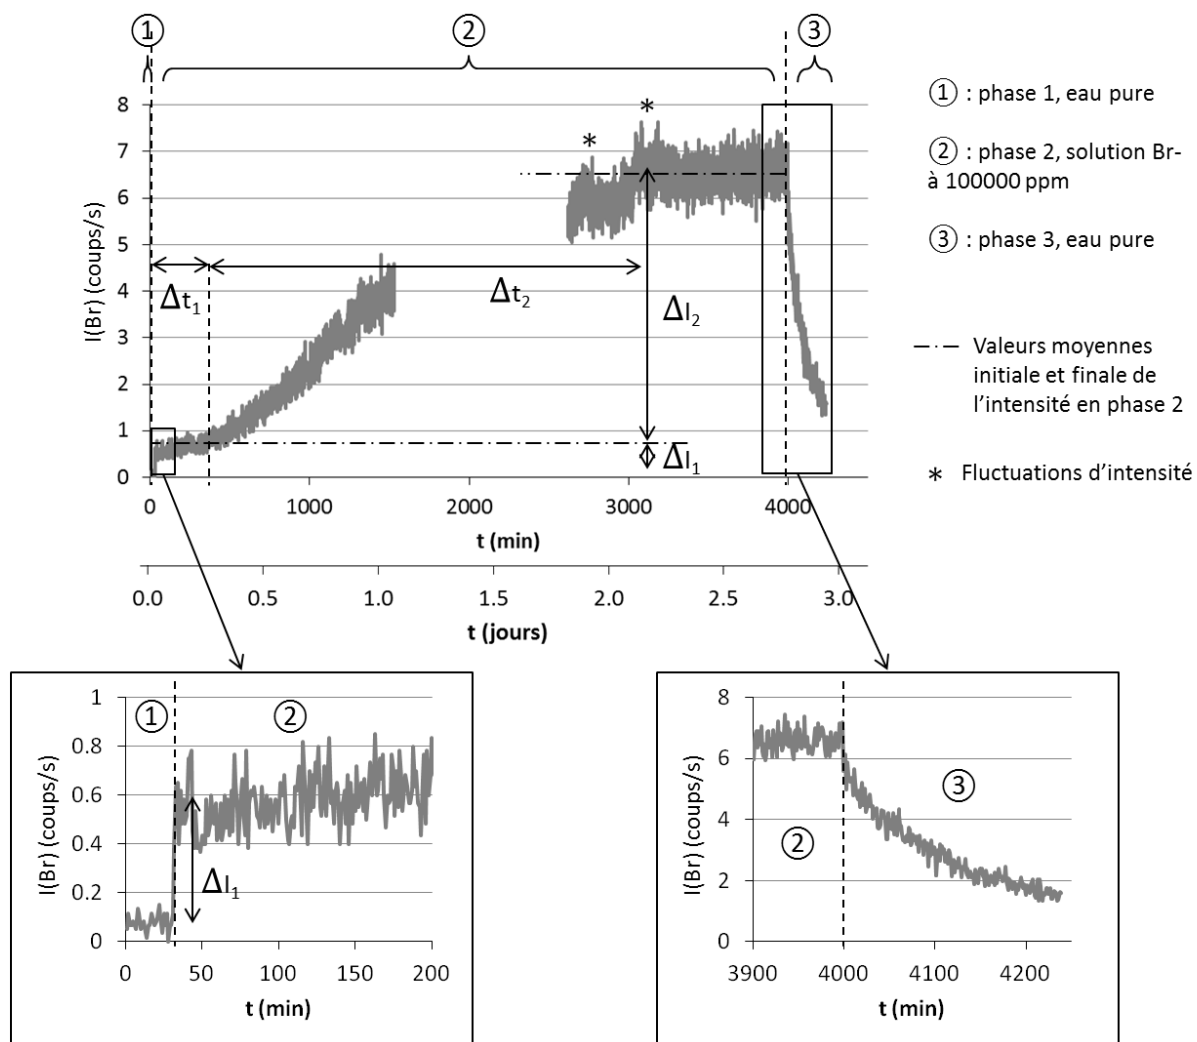 ① ② ③
8
7
6
5
4
3
2
1
0
I(Br) (coups/s)
* *
Δt₁ Δt₂ ΔI₂
ΔI₁
0 1000 2000 3000 4000
t (min)
0.0 0.5 1.0 1.5 2.0 2.5 3.0
t (jours)
① : phase 1, eau pure
② : phase 2, solution Br-
à 100000 ppm
③ : phase 3, eau pure
Valeurs moyennes
initiale et finale de
l’intensité en phase 2
* Fluctuations d’intensité
1
0.8
0.6
0.4
0.2
0
I(Br) (coups/s)
① ②
ΔI₁
0 50 100 150 200
t (min)
8
6
4
2
0
I(Br) (coups/s)
③
②
3900 4000 4100 4200
t (min)